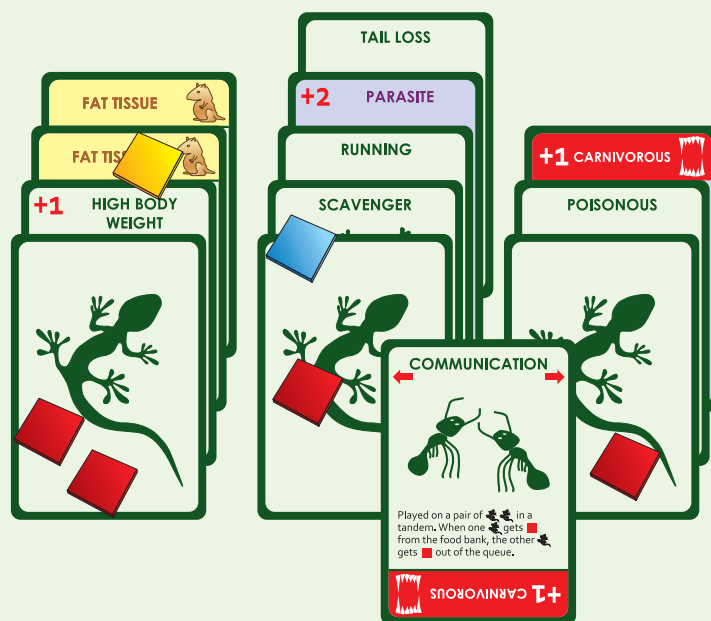 TAIL LOSS
FAT TISSUE
+2 PARASITE
FAT TIS
RUNNING
+1 CARNIVOROUS
+1 HIGH BODY
WEIGHT
SCAVENGER
POISONOUS
COMMUNICATION
Played on a pair of in a
tandem. When one gets
from the food bank, the other
gets out of the queue.
+1 CARNIVOROUS